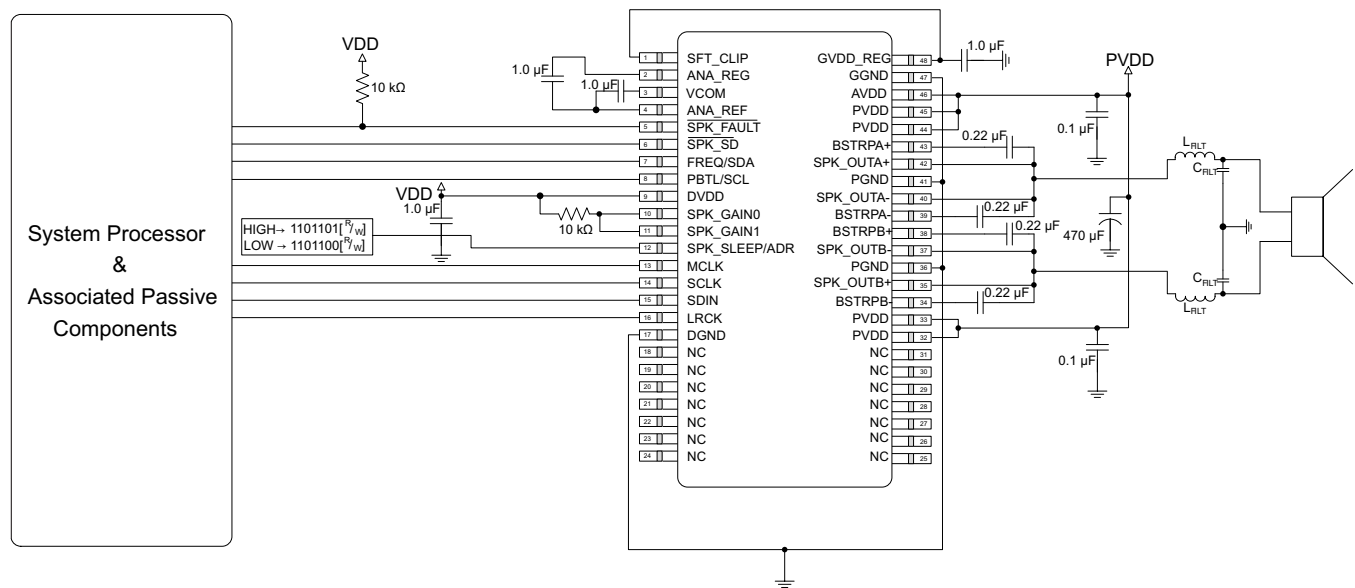 System Processor
&
Associated Passive
Components
VDD
10 kΩ
1.0 µF
1.0 µF
VDD
1.0 µF
10 kΩ
HIGH→ 1101101[R/W]
LOW → 1101100[R/W]
1 SFT_CLIP
2 ANA_REG
3 VCOM
4 ANA_REF
5 SPK_FAULT
6 SPK_SD
7 FREQ/SDA
8 PBTL/SCL
9 DVDD
10 SPK_GAIN0
11 SPK_GAIN1
12 SPK_SLEEP/ADR
13 MCLK
14 SCLK
15 SDIN
16 LRCK
17 DGND
18 NC
19 NC
20 NC
21 NC
22 NC
23 NC
24 NC
GVDD_REG 48
GGND 47
AVDD 46
PVDD 45
PVDD 44
BSTRPA+ 43
SPK_OUTA+ 42
PGND 41
SPK_OUTA- 40
BSTRPA- 39
BSTRPB+ 38
SPK_OUTB- 37
PGND 36
SPK_OUTB+ 35
BSTRPB- 34
PVDD 33
PVDD 32
NC 31
NC 30
NC 29
NC 28
NC 27
NC 26
NC 25
1.0 µF
PVDD
0.1 µF
0.22 µF
0.22 µF
0.22 µF
0.22 µF
470 µF
0.1 µF
LFILT
CFILT
CFILT
LFILT